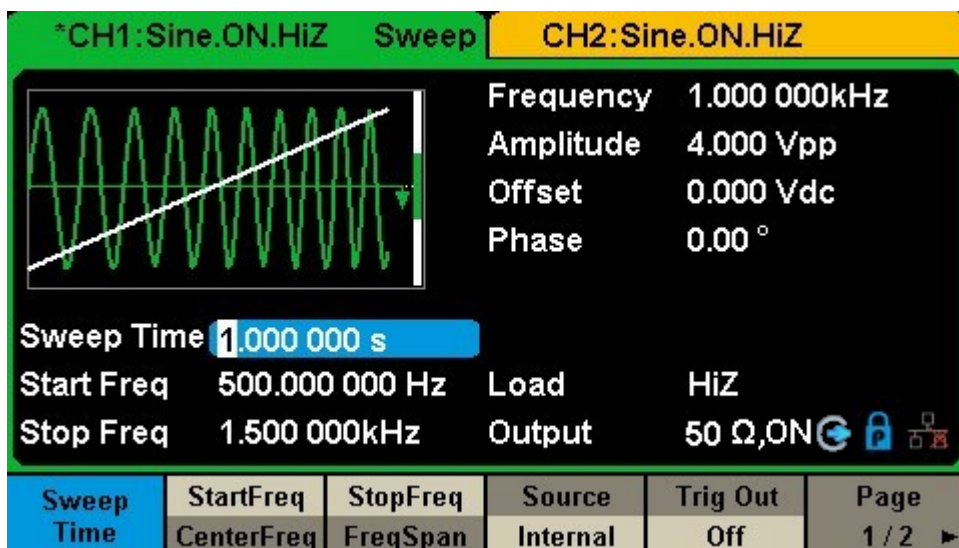 *CH1:Sine.ON.HiZ Sweep CH2:Sine.ON.HiZ
Frequency 1.000 000kHz
Amplitude 4.000 Vpp
Offset 0.000 Vdc
Phase 0.00 °
Sweep Time 1.000 000 s
Start Freq 500.000 000 Hz Load HiZ
Stop Freq 1.500 000kHz Output 50 Ω,ON P
Sweep StartFreq StopFreq Source Trig Out Page
Time CenterFreq FreqSpan Internal Off 1/2 ►